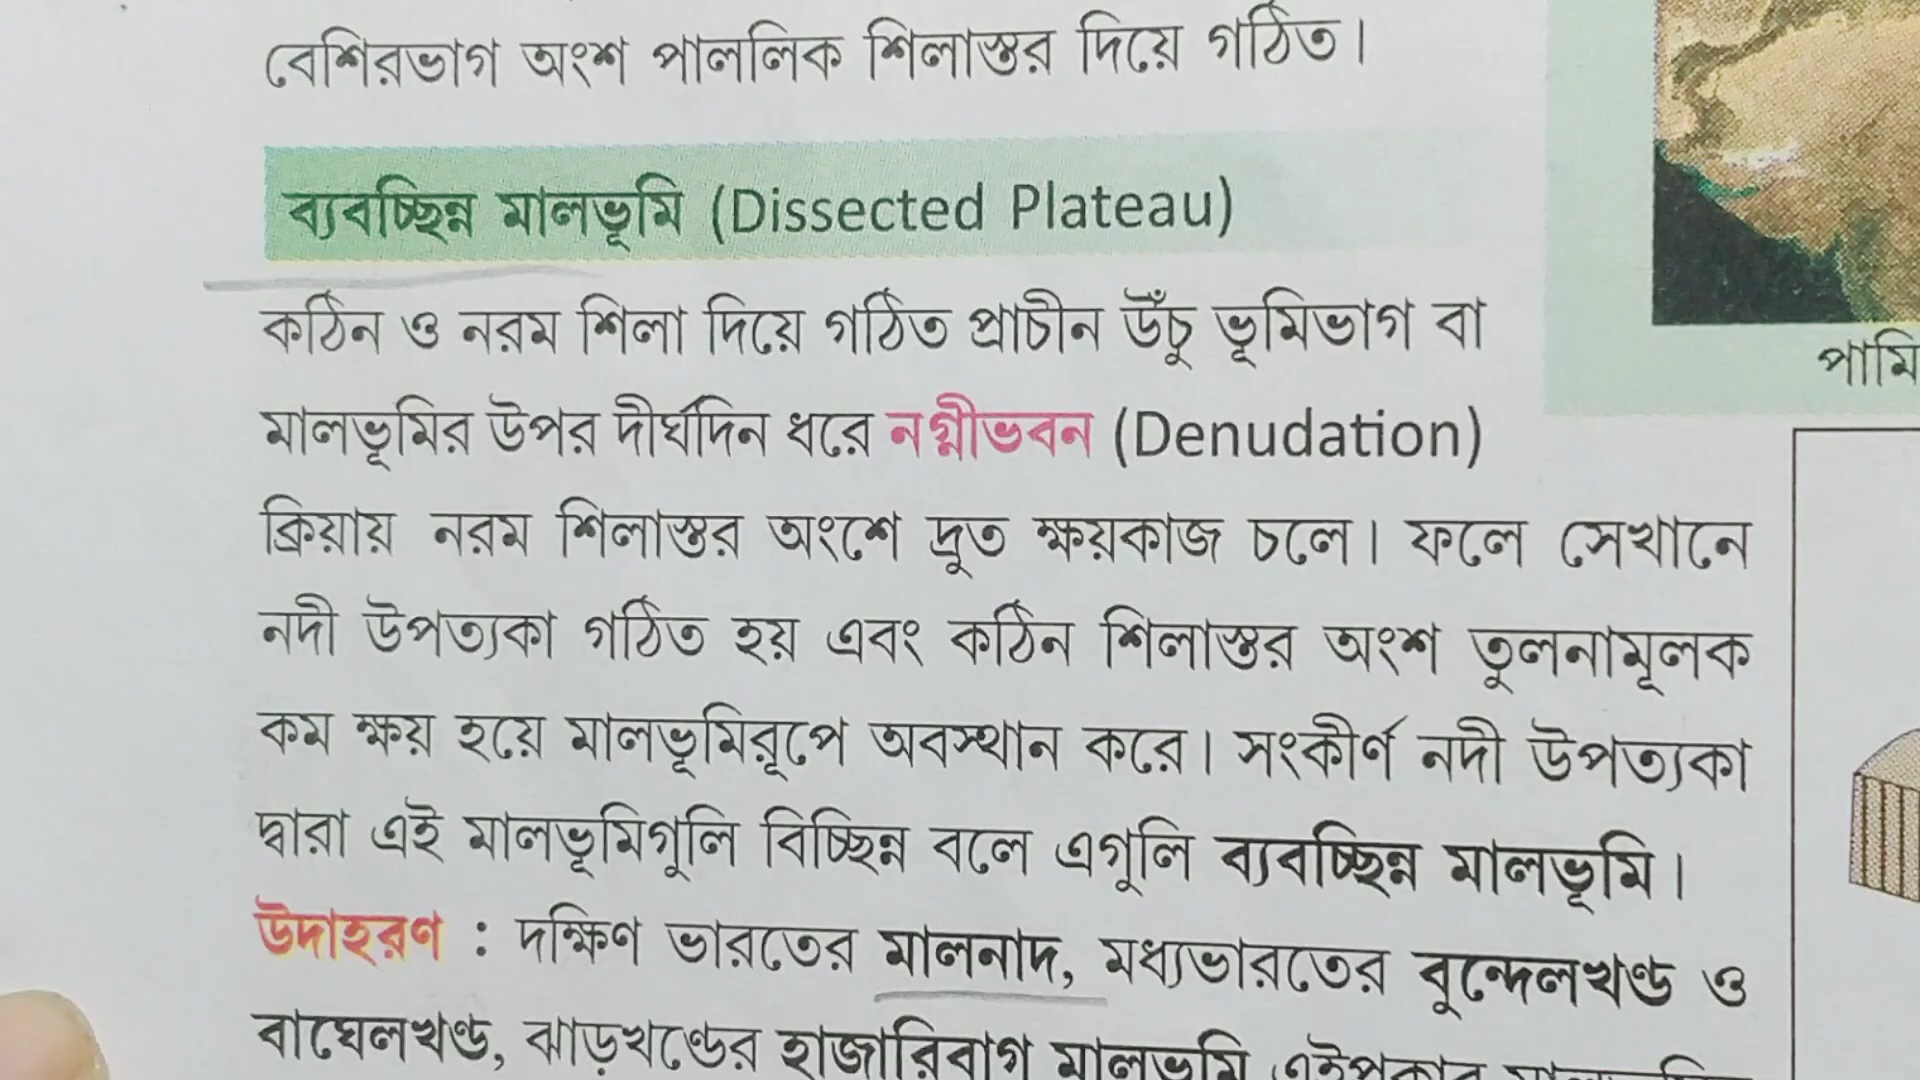 বেশিরভাগ অংশ পাললিক শিলাস্তর দিয়ে গঠিত।
ব্যবচ্ছিন্ন মালভূমি (Dissected Plateau)
কঠিন ও নরম শিলা দিয়ে গঠিত প্রাচীন উঁচু ভূমিভাগ বা
মালভূমির উপর দীর্ঘদিন ধরে নগ্নীভবন (Denudation)
ক্রিয়ায় নরম শিলাস্তর অংশে দ্রুত ক্ষয়কাজ চলে। ফলে সেখানে
নদী উপত্যকা গঠিত হয় এবং কঠিন শিলাস্তর অংশ তুলনামূলক
কম ক্ষয় হয়ে মালভূমিরূপে অবস্থান করে। সংকীর্ণ নদী উপত্যকা
দ্বারা এই মালভূমিগুলি বিচ্ছিন্ন বলে এগুলি ব্যবচ্ছিন্ন মালভূমি।
উদাহরণ : দক্ষিণ ভারতের মালনাদ, মধ্যভারতের বুন্দেলখণ্ড ও
বাঘেলখণ্ড, ঝাড়খণ্ডের হাজারিবাগ মালভূমি এইপ্রকার
পামি